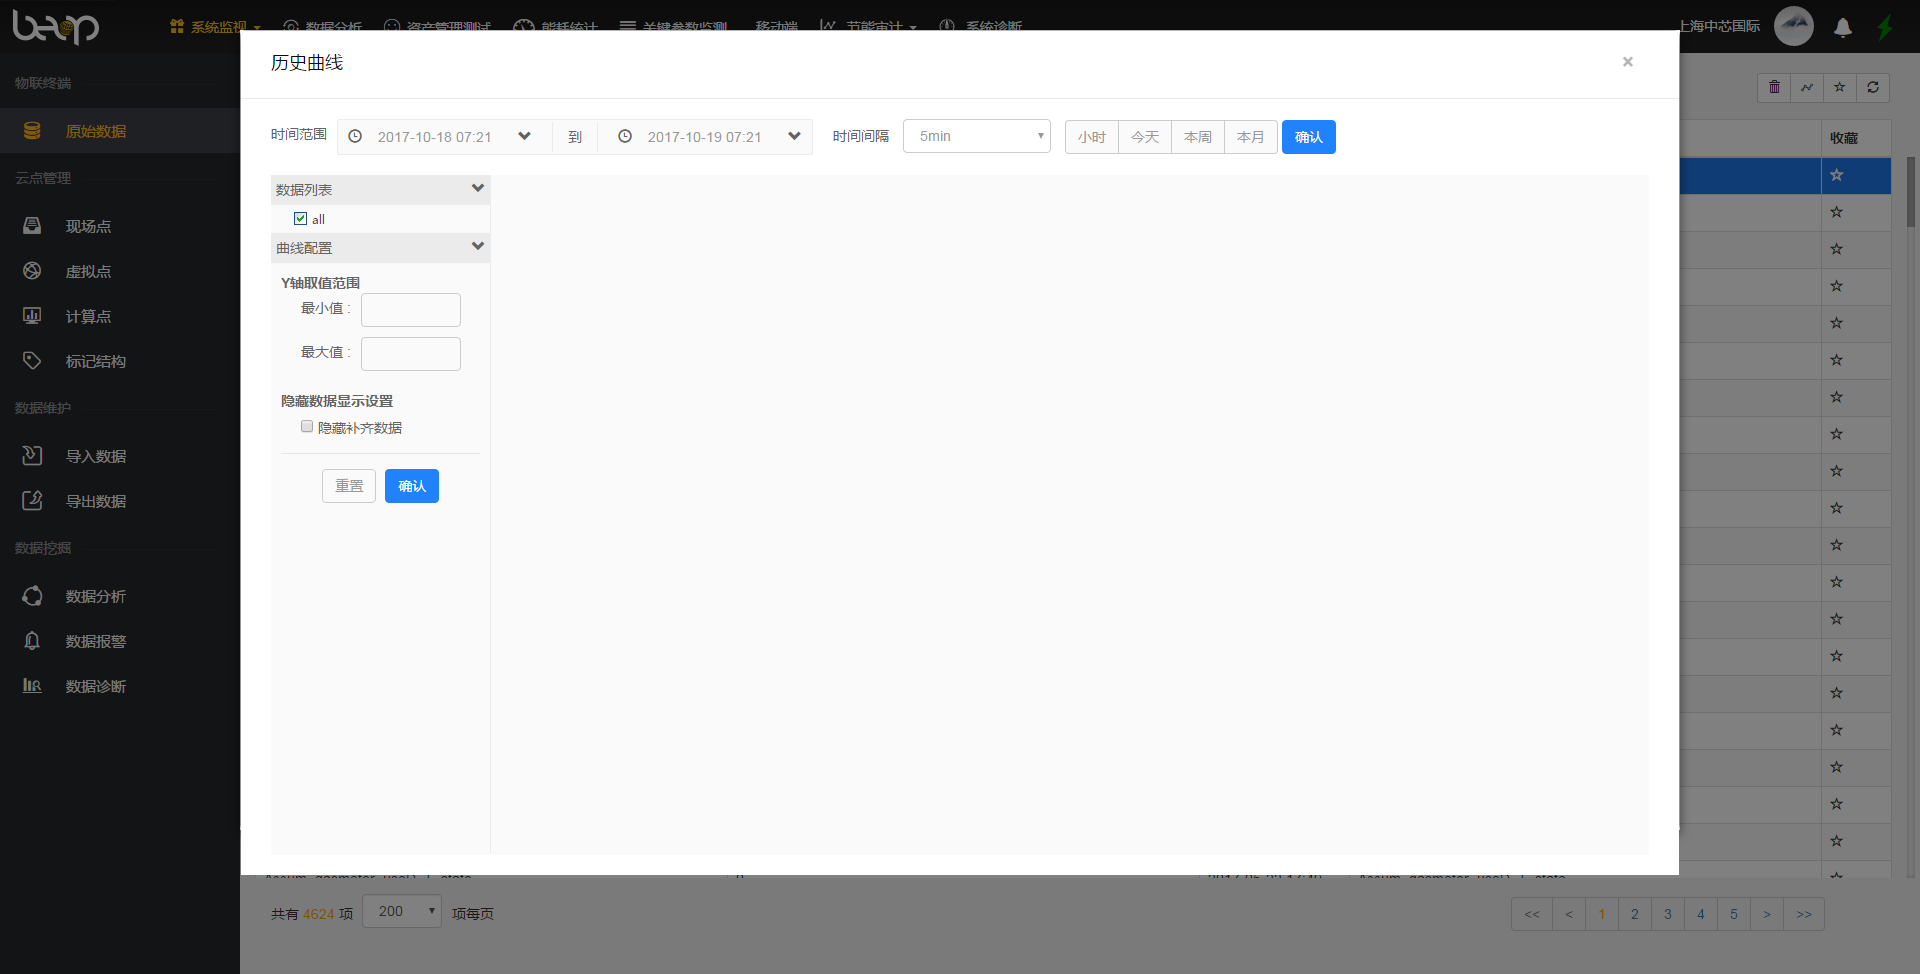 beop
系统监视 数据分析 资产管理测试 能耗统计 关键参数监测 移动端 节能审计 系统诊断
上海中芯国际
历史曲线 ×
时间范围 2017-10-18 07:21 到 2017-10-19 07:21 时间间隔 5min 小时 今天 本周 本月 确认
数据列表
all
曲线配置
Y轴取值范围
最小值 :
最大值 :
隐藏数据显示设置
隐藏补齐数据
重置 确认
物联终端
原始数据
云点管理
现场点
虚拟点
计算点
标记结构
数据维护
导入数据
导出数据
数据挖掘
数据分析
数据报警
数据诊断
收藏
共有 4624 项 200 项每页
<< < 1 2 3 4 5 > >>